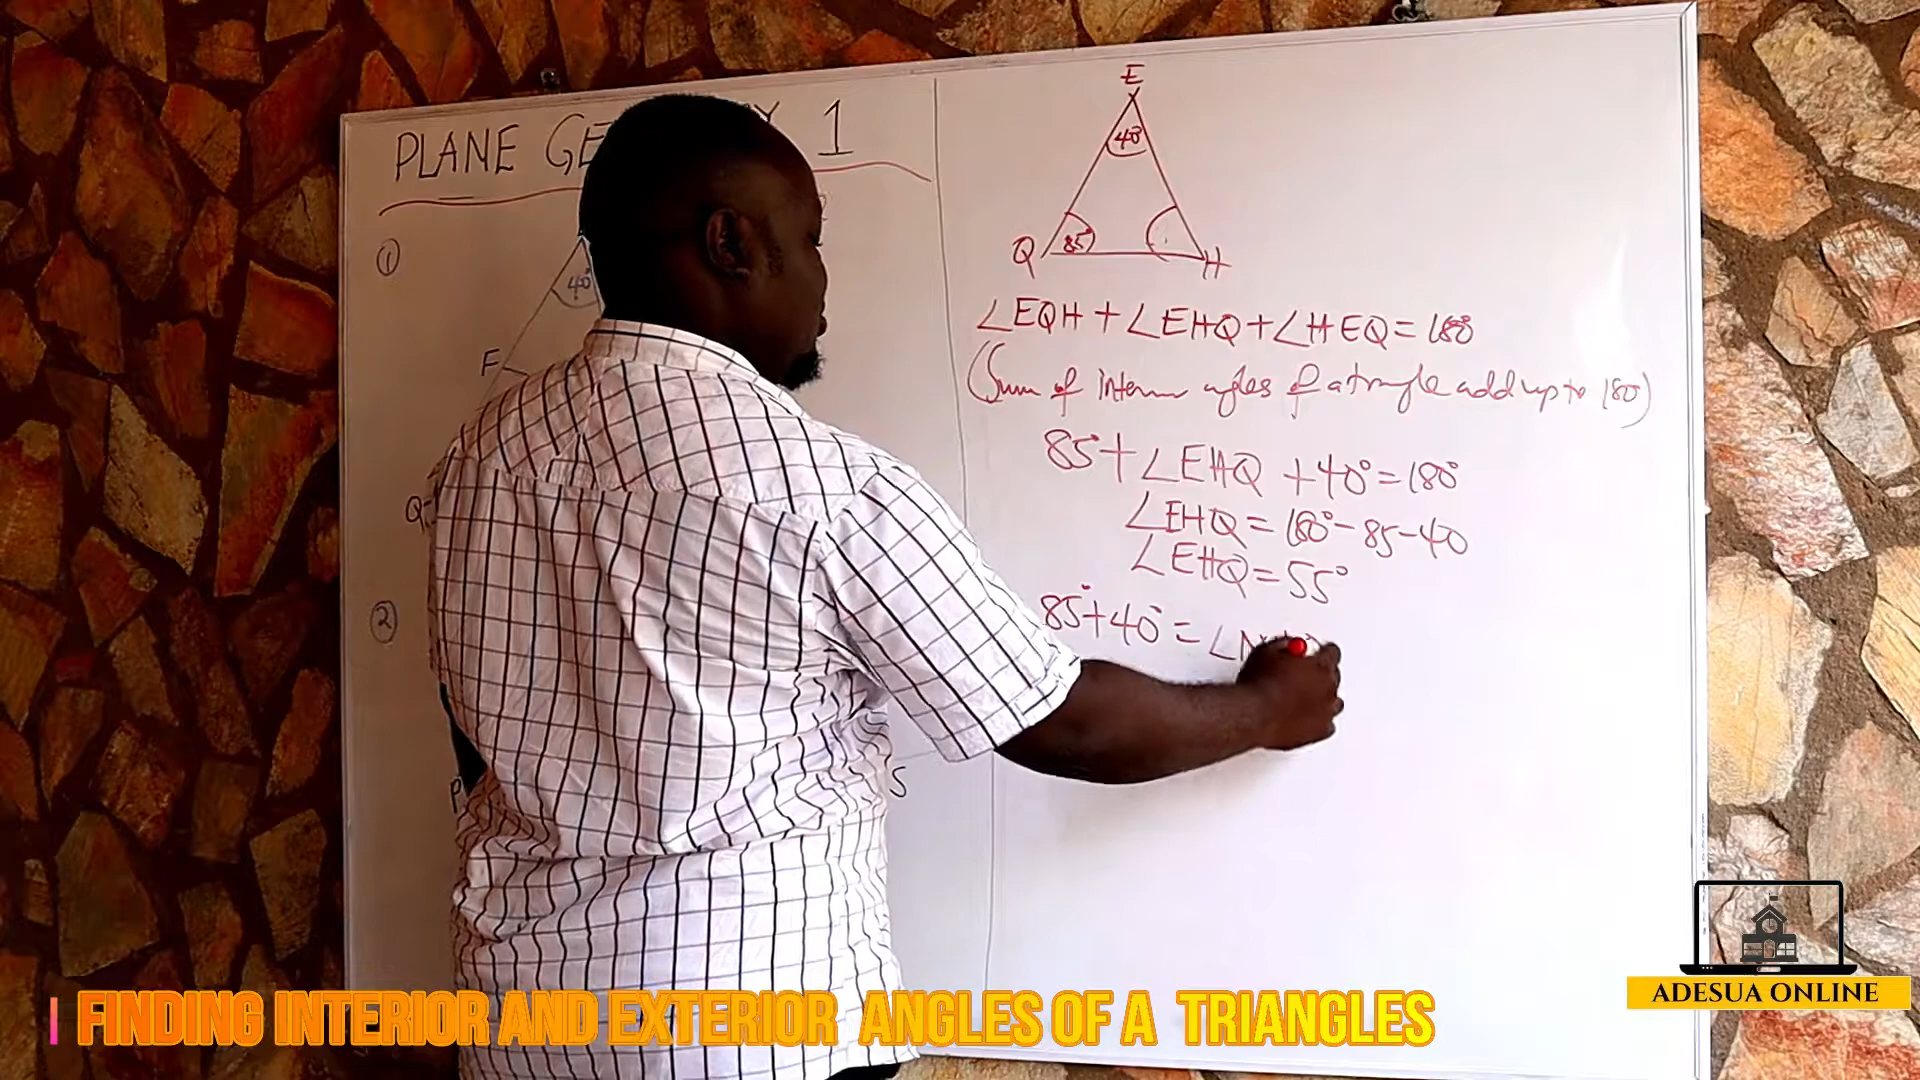 PLANE GE Y 1
①
40°
F
Q
②
P
S
E
40°
Q 85° H
∠EQH + ∠EHQ + ∠HEQ = 180°
(Sum of interior angles of a triangle add up to 180)
85° + ∠EHQ + 40° = 180°
∠EHQ = 180° - 85 - 40
∠EHQ = 55°
85° + 40° = ∠
FINDING INTERIOR AND EXTERIOR ANGLES OF A TRIANGLES
ADESUA ONLINE